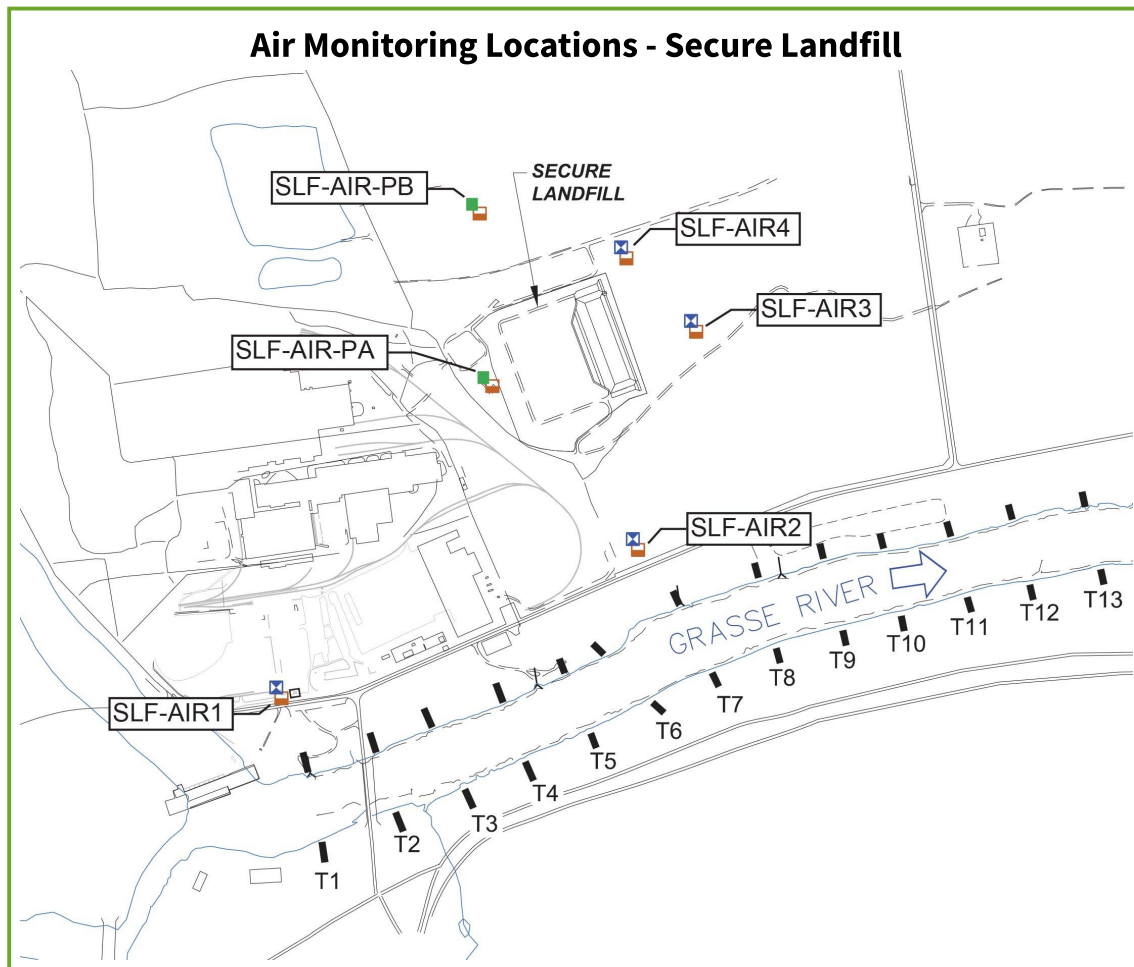 Air Monitoring Locations - Secure Landfill
SLF-AIR-PB
SECURE
LANDFILL
SLF-AIR4
SLF-AIR3
SLF-AIR-PA
SLF-AIR2
GRASSE RIVER
SLF-AIR1
T13
T12
T11
T10
T9
T8
T7
T6
T5
T4
T3
T2
T1